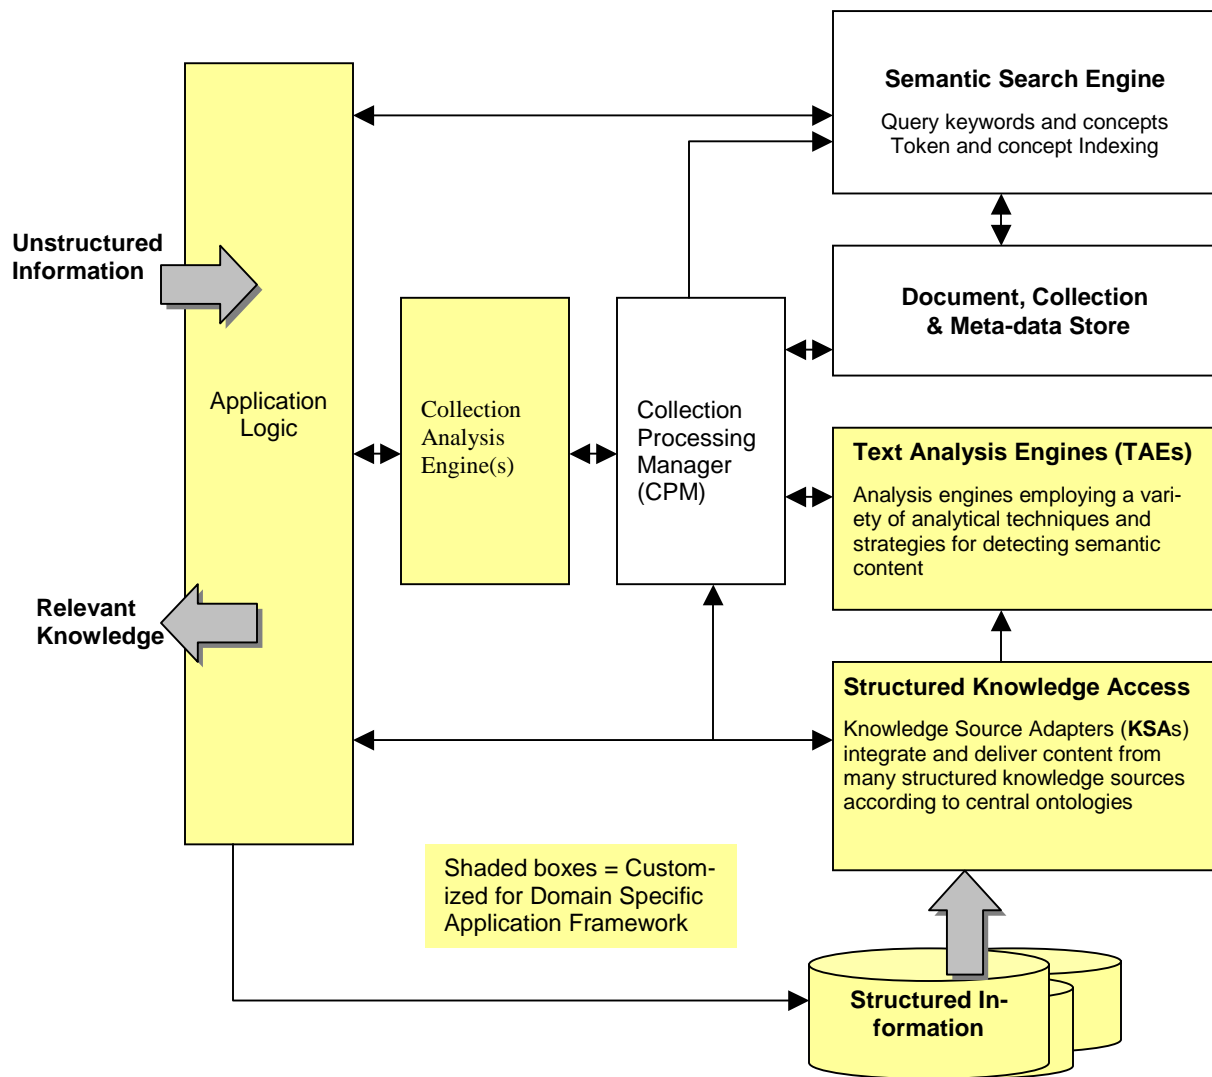 Semantic Search Engine
Query keywords and concepts
Token and concept Indexing
Unstructured
Information
Document, Collection
& Meta-data Store
Application
Logic
Collection
Analysis
Engine(s)
Collection
Processing
Manager
(CPM)
Text Analysis Engines (TAEs)
Analysis engines employing a vari-
ety of analytical techniques and
strategies for detecting semantic
content
Relevant
Knowledge
Structured Knowledge Access
Knowledge Source Adapters (KSAs)
integrate and deliver content from
many structured knowledge sources
according to central ontologies
Shaded boxes = Custom-
ized for Domain Specific
Application Framework
Structured In-
formation